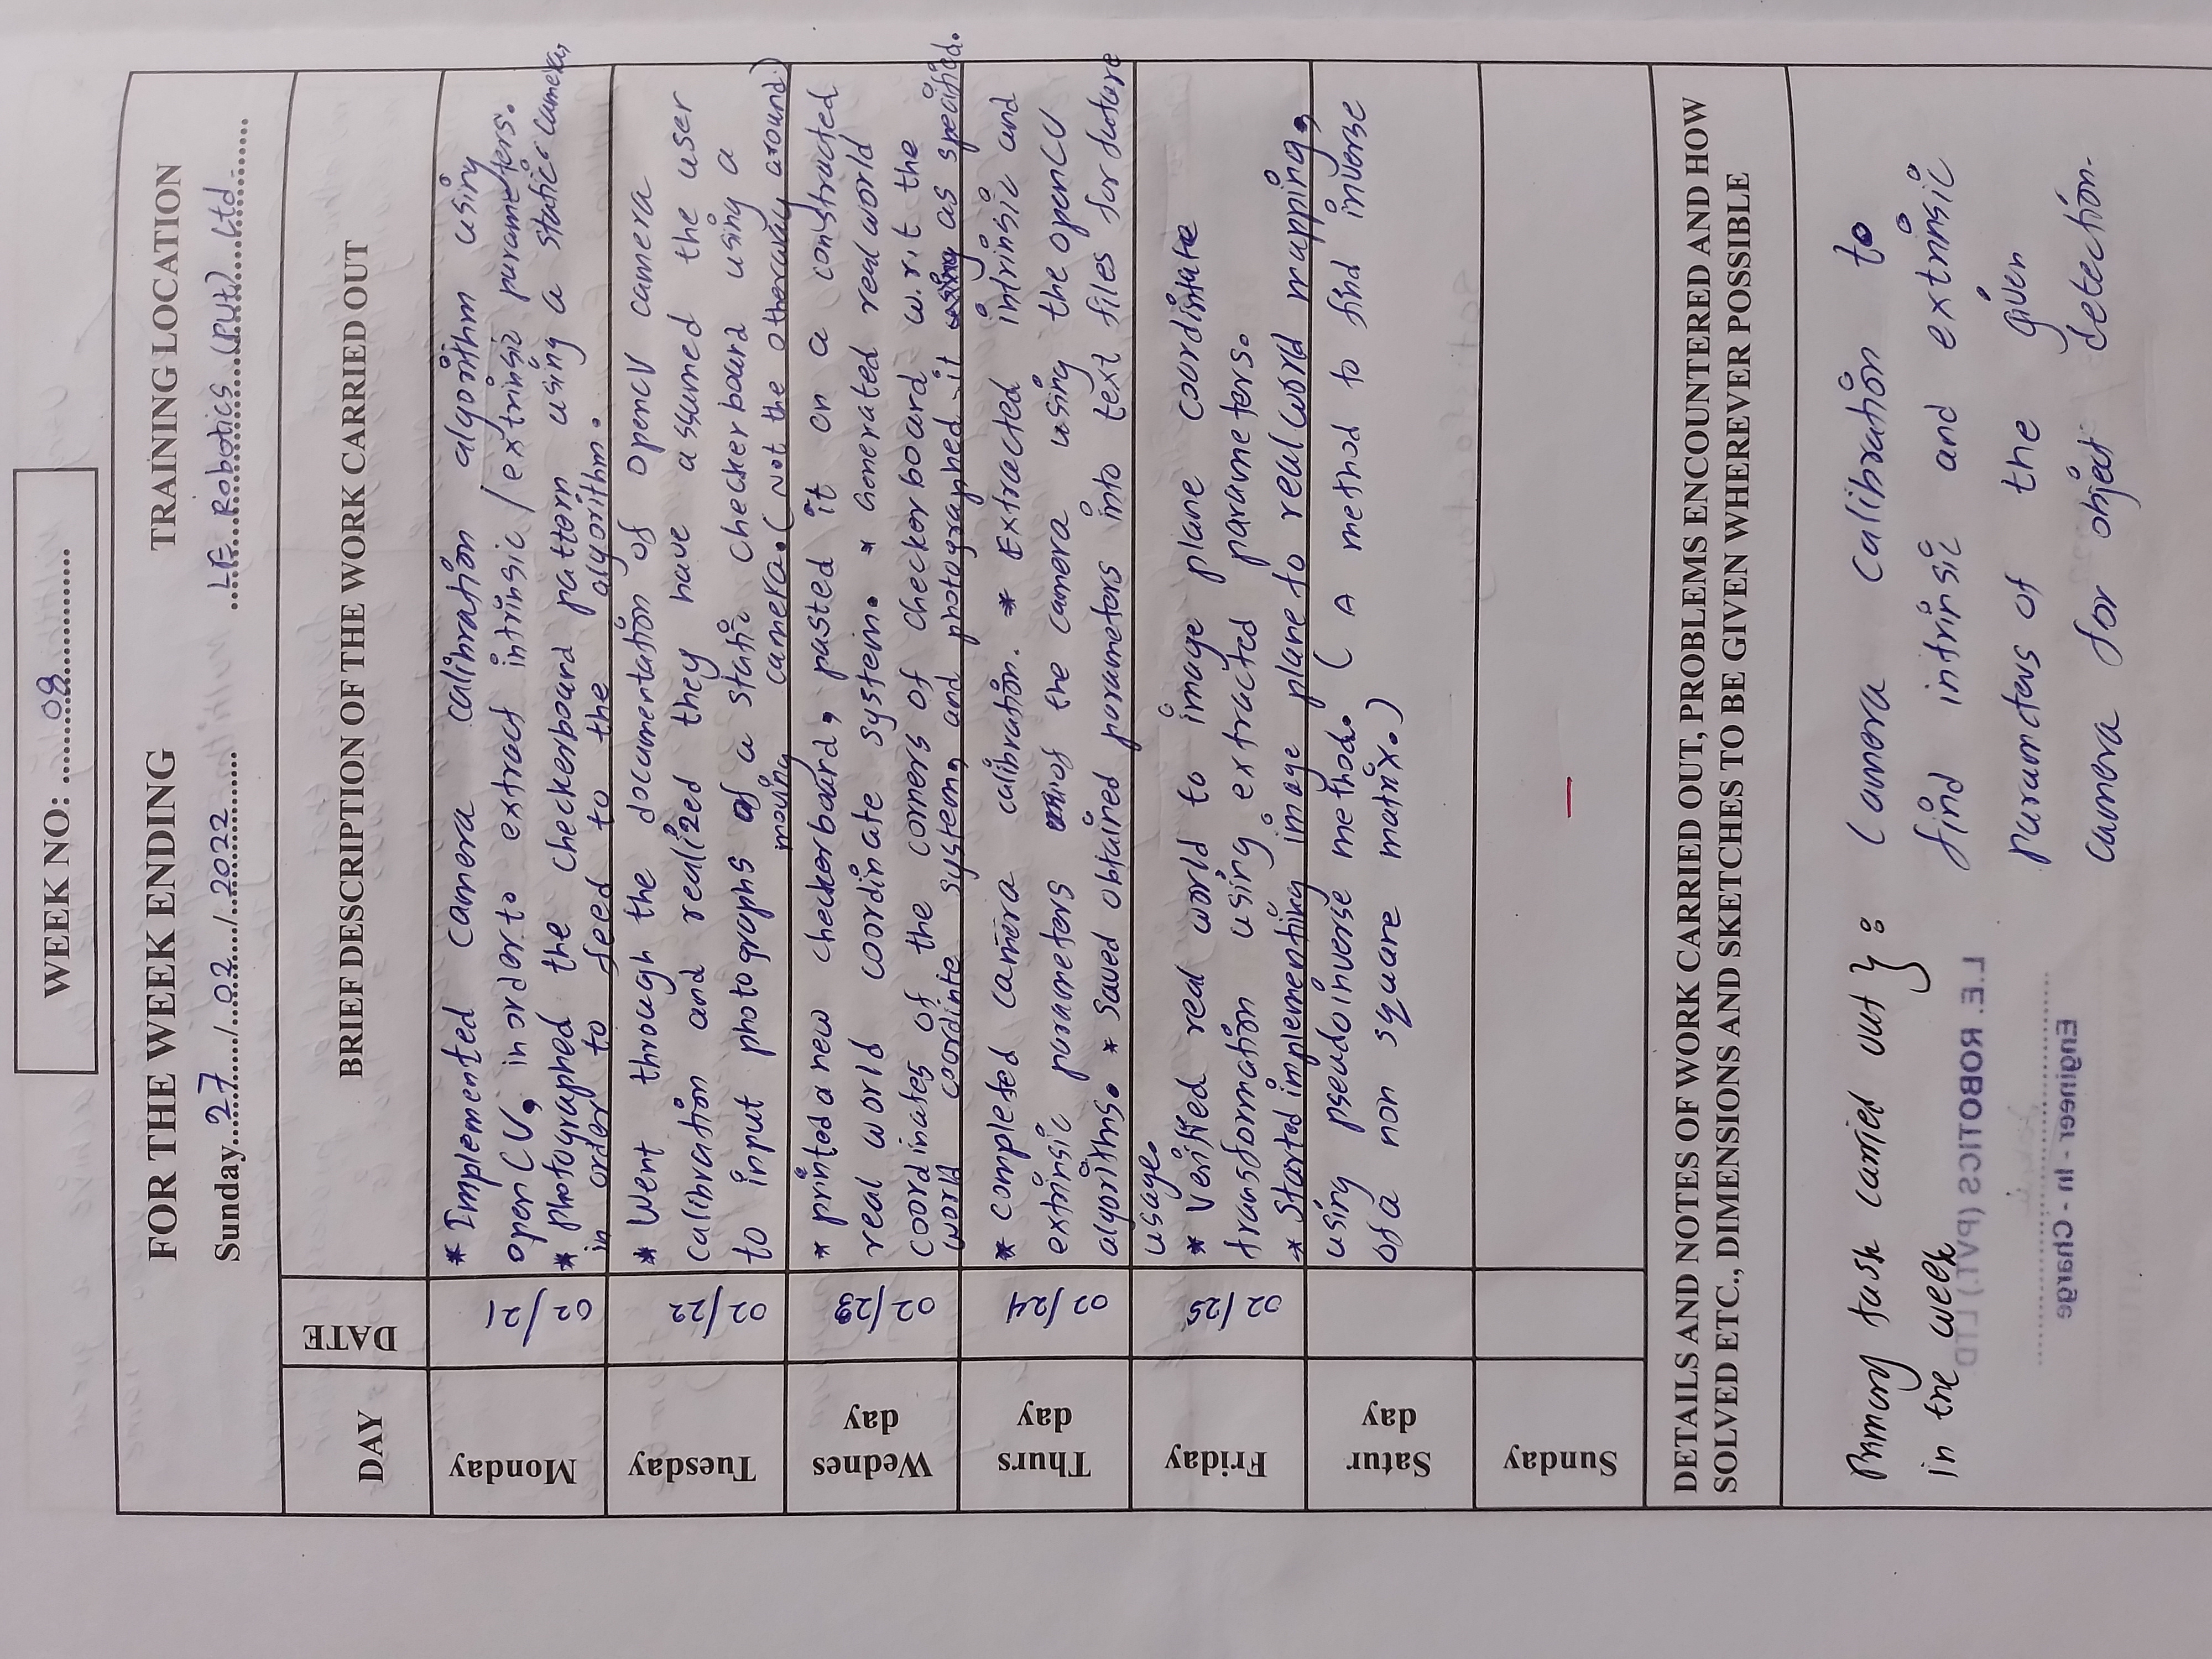 WEEK NO: 08
FOR THE WEEK ENDING
TRAINING LOCATION
Sunday 27 / 02 / 2022
LE Robotics (PVt) Ltd.
DAY
DATE
BRIEF DESCRIPTION OF THE WORK CARRIED OUT
Monday
02/21
* Implemented camera calibration algorithm using
openCV, inorder to extract intrinsic / extrinsic parameters.
* Photographed the checkerboard pattern using a static camera,
in order to feed to the algorithm.
Tuesday
02/22
* Went through the documentation of OpenCV camera
calibration and realized they have assumed the user
to input photographs of a static checkerboard using a
moving camera. (Not the otherway around.)
Wednes
day
02/23
* printed a new checkerboard, pasted it on a constructed
real world coordinate system. * Generated real world
coordinates of the corners of checkerboard w.r.t the
world coordinte system, and photographed it as specified.
Thurs
day
02/24
* completed camera calibration. * Extracted intrinsic and
extrinsic parameters of the camera using the openCV
algorithms. * Saved obtained parameters into text files for future
usage.
Friday
02/25
* Verified real world to image plane coordintate
transformation using extracted parameters.
* Started implementing image plane to real world mapping,
using pseudoinverse method. ( A method to find inverse
of a non square matrix.)
Satur
day
Sunday
—
DETAILS AND NOTES OF WORK CARRIED OUT, PROBLEMS ENCOUNTERED AND HOW
SOLVED ETC., DIMENSIONS AND SKETCHES TO BE GIVEN WHEREVER POSSIBLE
Primary task carried out } : Camera calibration to
in the week find intrinsic and extrinsic
parameters of the given
camera for object detection.
L.E. ROBOTICS (PVT.) LTD
Engineer - In - Charge